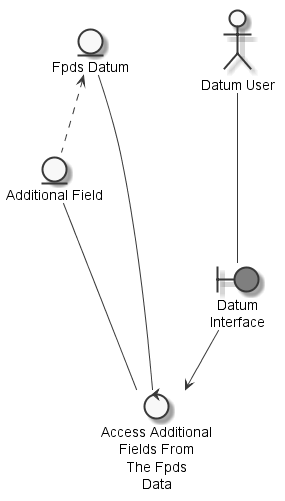 Fpds Datum
Datum User
Additional Field
Datum
Interface
Access Additional
Fields From
The Fpds
Data